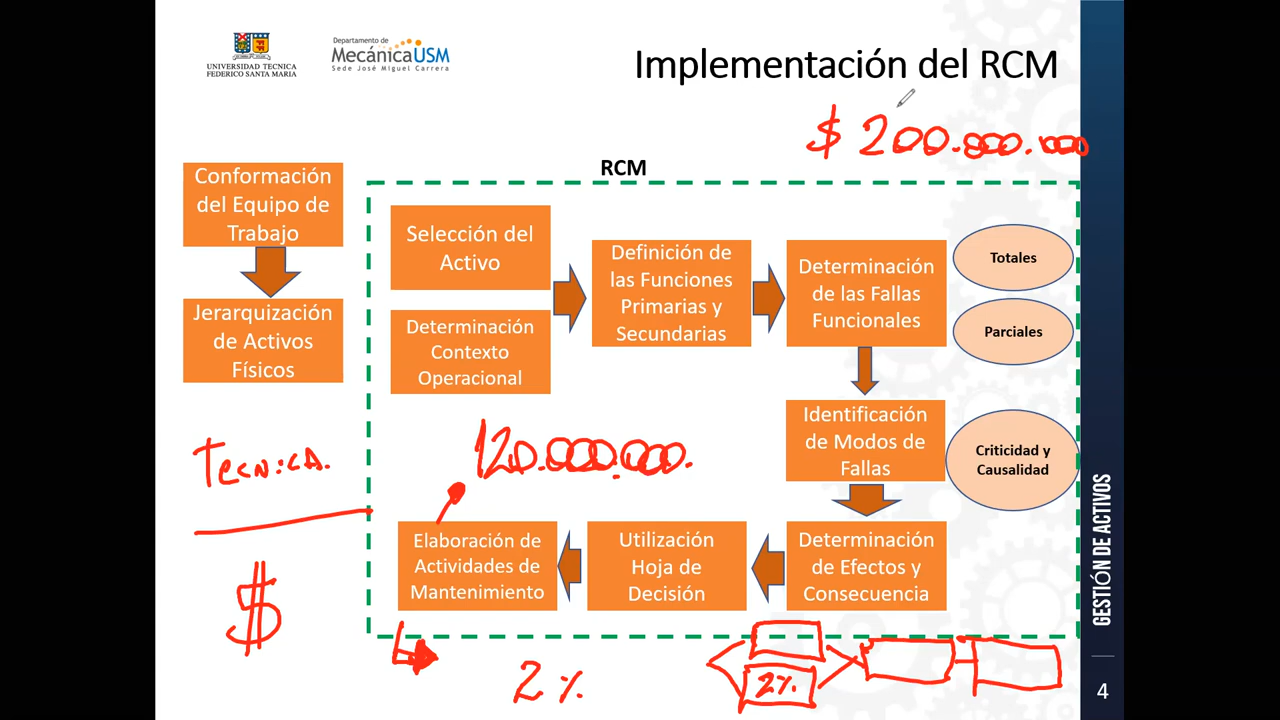 UNIVERSIDAD TECNICA
FEDERICO SANTA MARIA
Departamento de
MecánicaUSM
Sede José Miguel Carrera
Implementación del RCM
$ 200.000.000
RCM
Conformación
del Equipo de
Trabajo
Jerarquización
de Activos
Físicos
Selección del
Activo
Determinación
Contexto
Operacional
Definición de
las Funciones
Primarias y
Secundarias
Determinación
de las Fallas
Funcionales
Totales
Parciales
Identificación
de Modos de
Fallas
Criticidad y
Causalidad
Determinación
de Efectos y
Consecuencia
Utilización
Hoja de
Decisión
Elaboración de
Actividades de
Mantenimiento
120.000.000.
TECNICA.
$
2%
2%.
GESTIÓN DE ACTIVOS
4